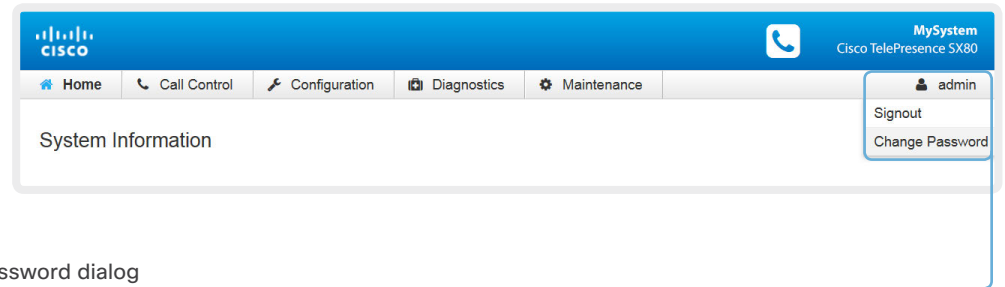 CISCO
MySystem
Cisco TelePresence SX80
Home Call Control Configuration Diagnostics Maintenance admin
Signout
System Information
Change Password
ssword dialog